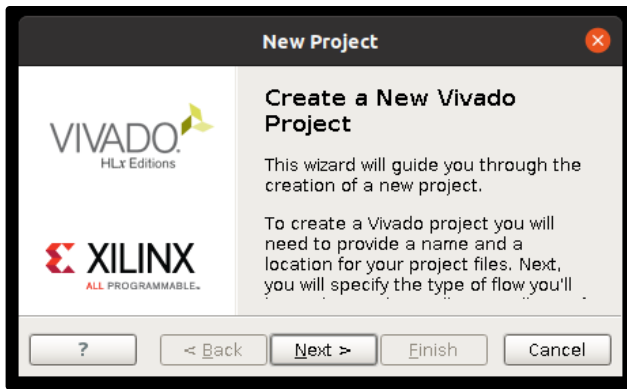 New Project
VIVADO.
HLx Editions
XILINX
ALL PROGRAMMABLE.
Create a New Vivado
Project
This wizard will guide you through the
creation of a new project.
To create a Vivado project you will
need to provide a name and a
location for your project files. Next,
you will specify the type of flow you'll
?
< Back
Next >
Finish
Cancel